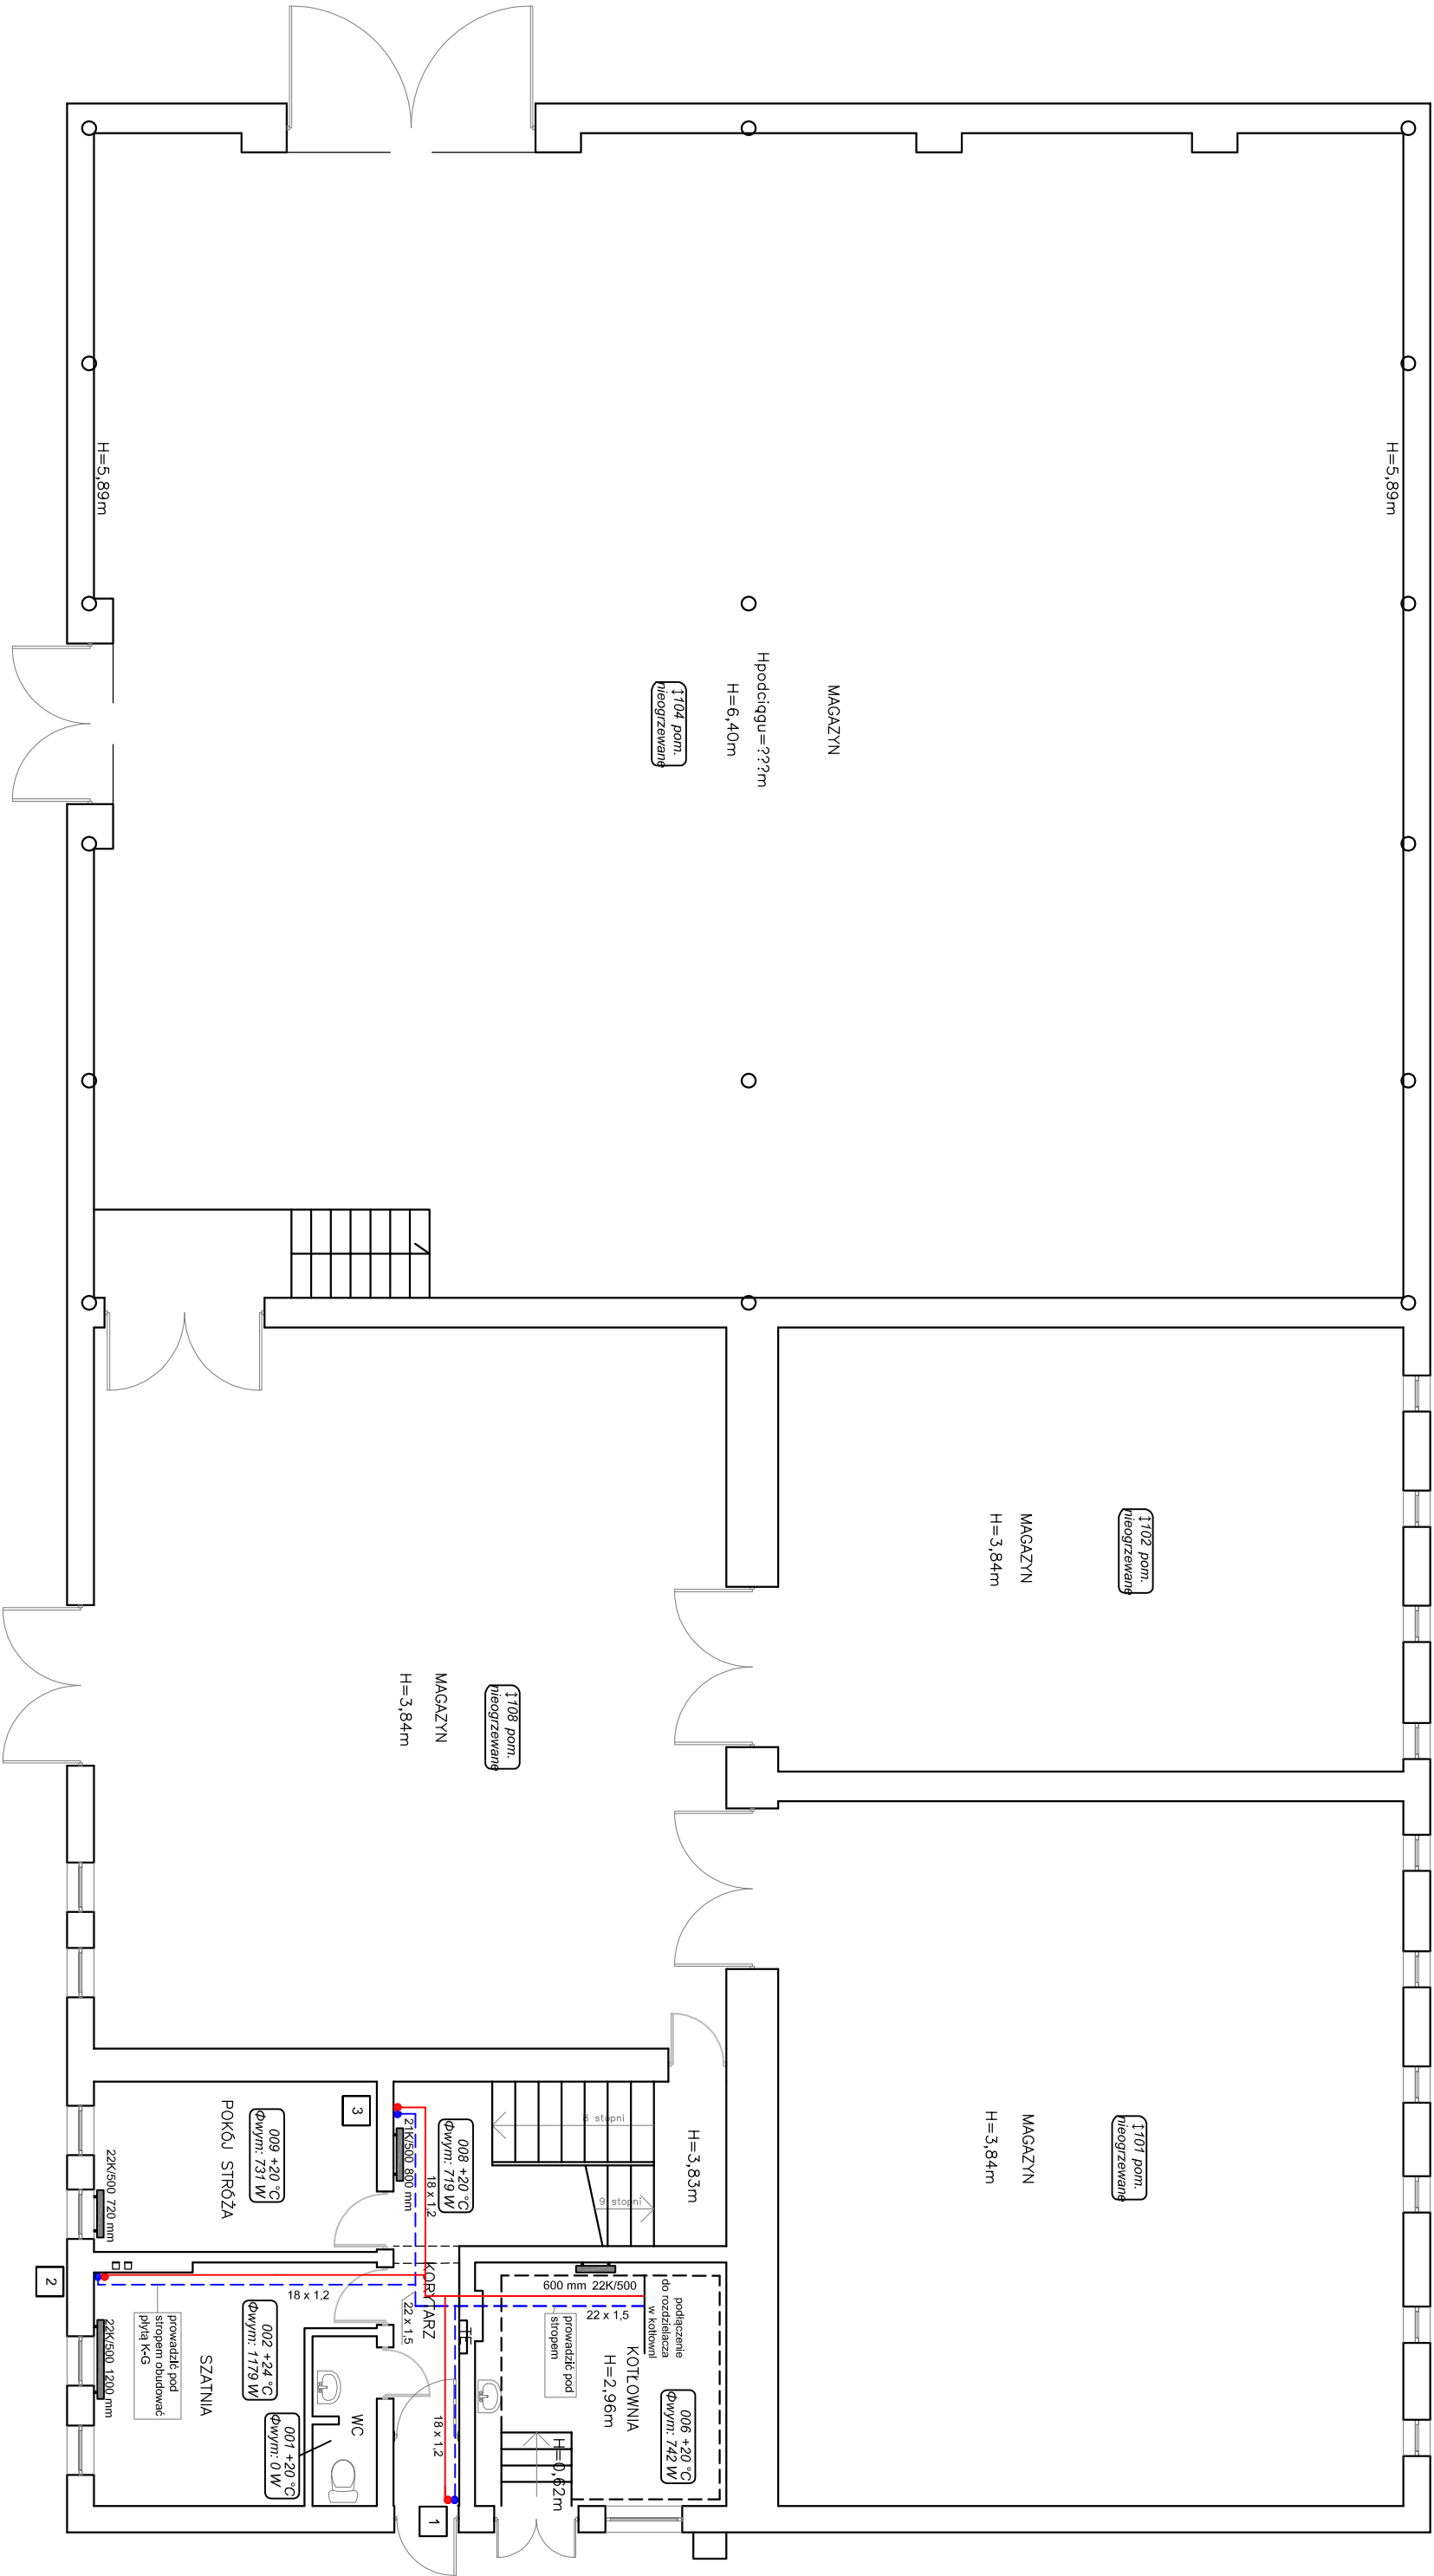 H=5,89m
H=5,89m
MAGAZYN
Hpodciągu=???m
H=6,40m
↕104 pom.
nieogrzewane
↕102 pom.
nieogrzewane
MAGAZYN
H=3,84m
↕108 pom.
nieogrzewane
MAGAZYN
H=3,84m
↕101 pom.
nieogrzewane
MAGAZYN
H=3,84m
H=3,83m
8 stopni
9 stopni
008 +20 °C
Φwym: 719 W
21K/500 800 mm
18 x 1,2
3
009 +20 °C
Φwym: 731 W
POKÓJ STRÓŻA
22K/500 720 mm
2
KORYTARZ
22 x 1,5
TE
600 mm 22K/500
22 x 1,5
podłączenie
do rozdzielacza
w kotłowni
prowadzić pod
stropem
KOTŁOWNIA
H=2,96m
006 +20 °C
Φwym: 742 W
H=0,62m
18 x 1,2
prowadzić pod
stropem obudować
płytą K-G
002 +24 °C
Φwym: 1179 W
SZATNIA
22K/500 1200 mm
WC
001 +20 °C
Φwym: 0 W
18 x 1,2
1